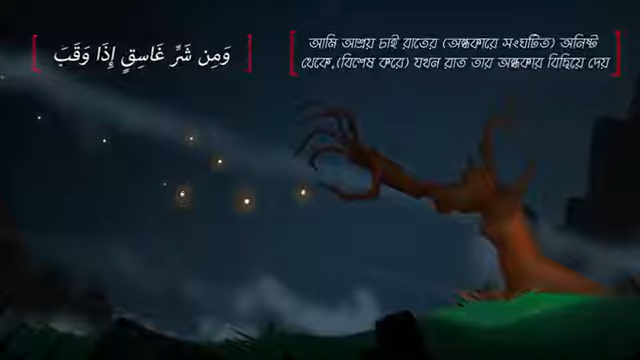 وَمِن شَرِّ غَاسِقٍ إِذَا وَقَبَ
আমি আশ্রয় চাই রাতের (অন্ধকারে সংঘটিত) অনিষ্ট
থেকে,(বিশেষ করে) যখন রাত তার অন্ধকার বিছিয়ে দেয়